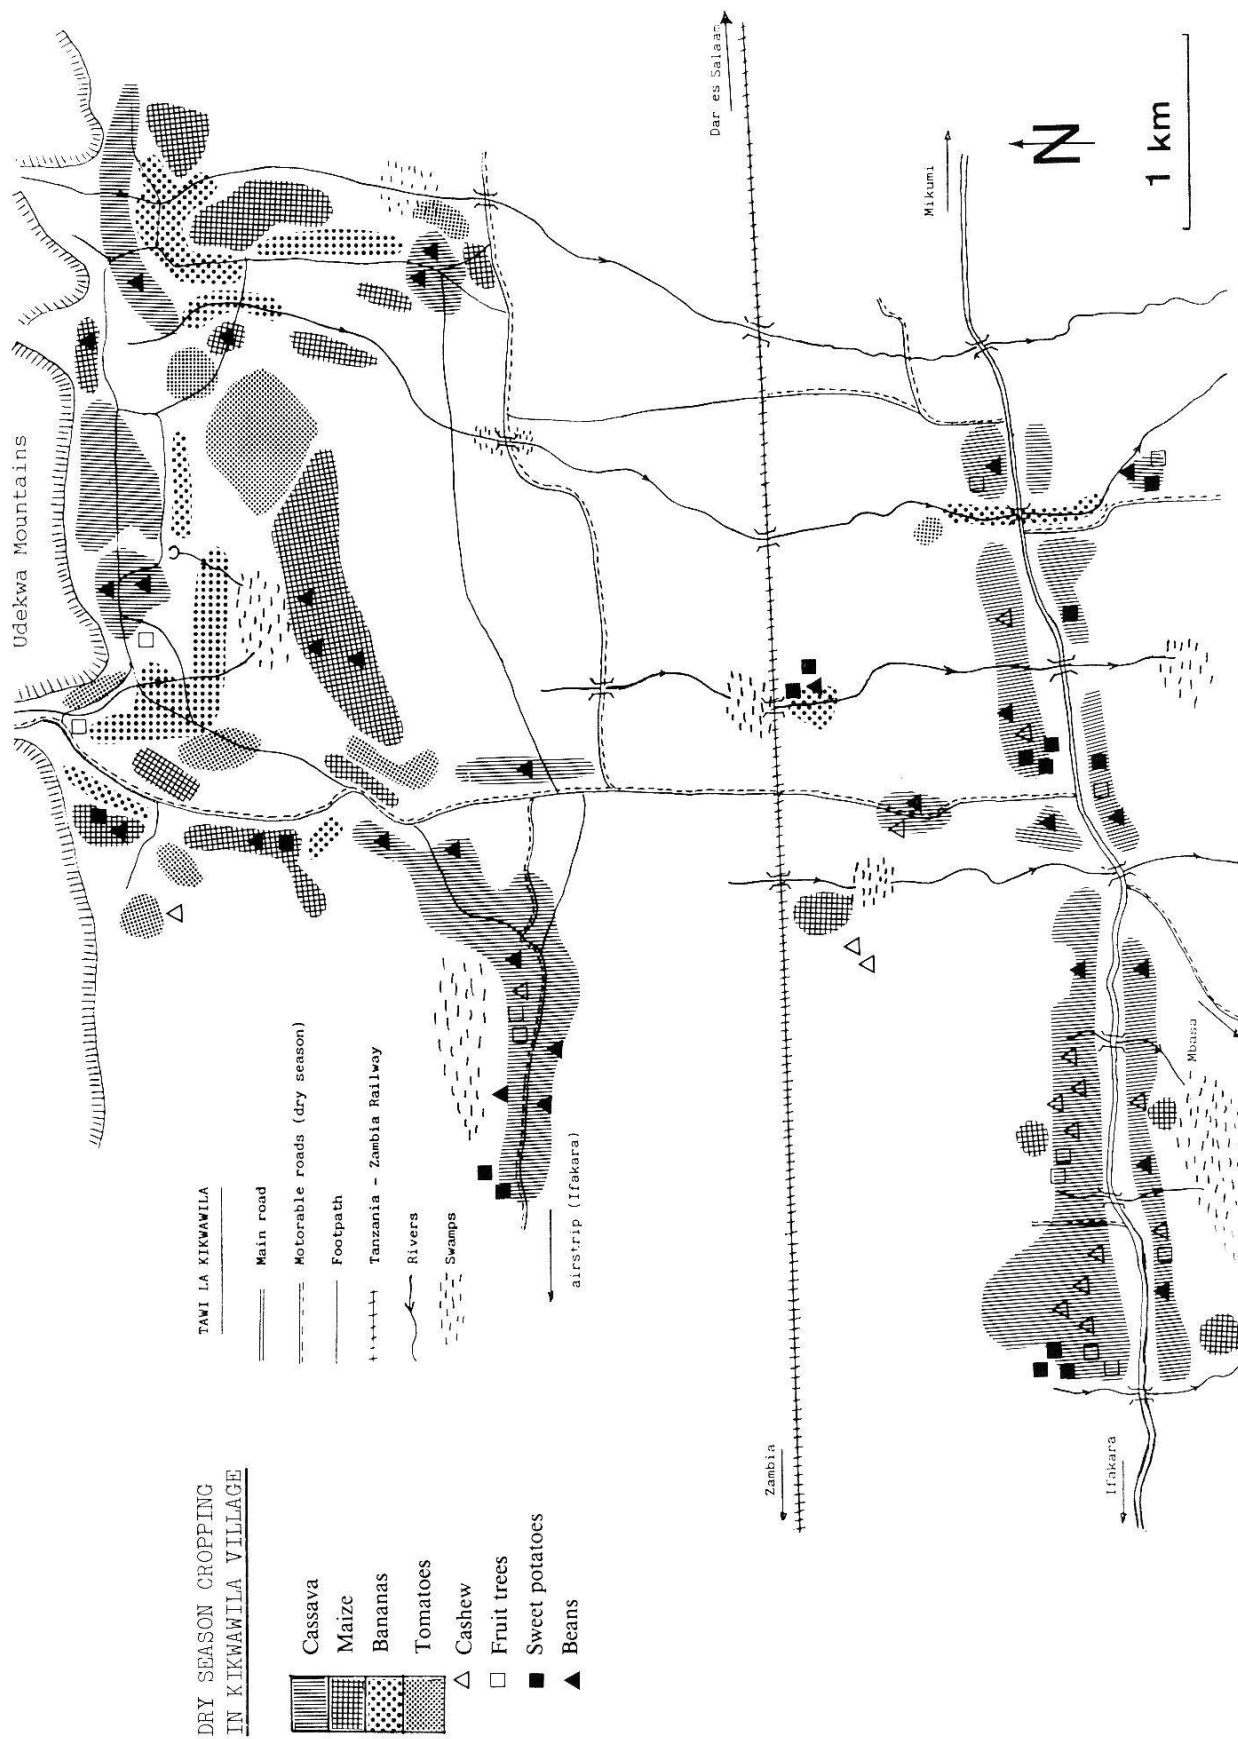 DRY SEASON CROPPING
IN KIKWAWILA VILLAGE
Cassava
Maize
Bananas
Tomatoes
Cashew
Fruit trees
Sweet potatoes
Beans
TAWI LA KIKWAWILA
Main road
Motorable roads (dry season)
Footpath
Tanzania - Zambia Railway
Rivers
Swamps
Udekwa Mountains
airstrip (Ifakara)
Zambia
Dar es Salaam
Ifakara
Mbasa
Mikumi
N
1 km